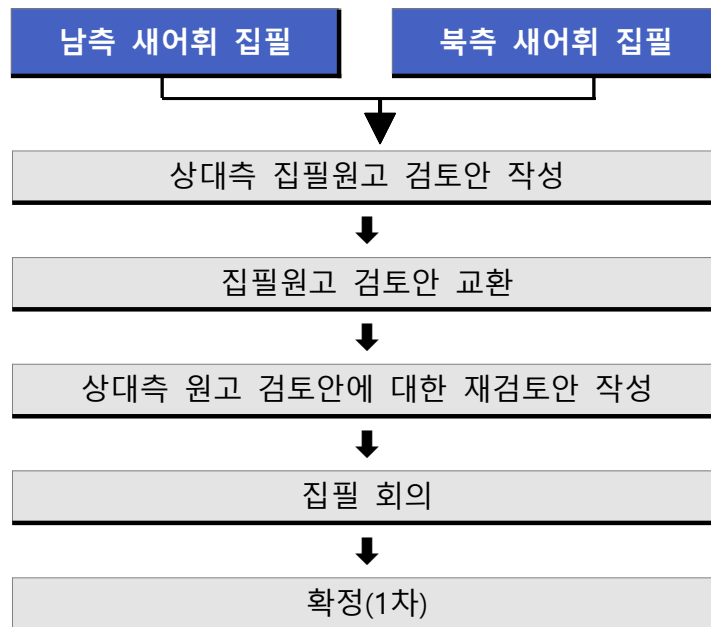 남측 새어휘 집필
북측 새어휘 집필
상대측 집필원고 검토안 작성
집필원고 검토안 교환
상대측 원고 검토안에 대한 재검토안 작성
집필 회의
확정(1차)